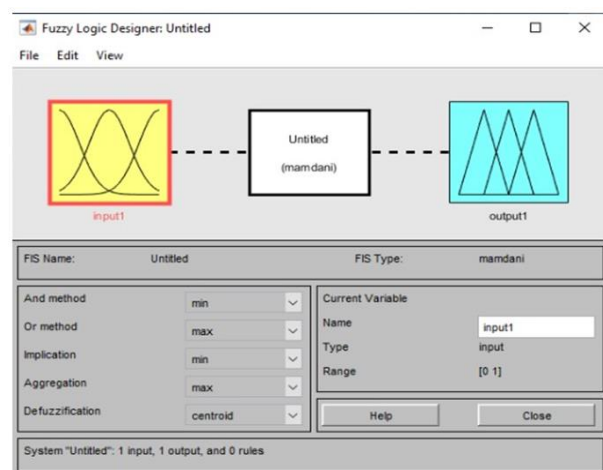 Fuzzy Logic Designer: Untitled
File Edit View
Untitled
(mamdani)
input1
output1
FIS Name: Untitled FIS Type: mamdani
And method min
Or method max
Implication min
Aggregation max
Defuzzification centroid
Current Variable
Name input1
Type input
Range [0 1]
Help Close
System "Untitled": 1 input, 1 output, and 0 rules